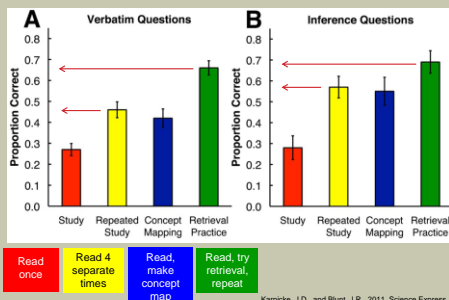 A
Verbatim Questions
Proportion Correct
0.8
0.7
0.6
0.5
0.4
0.3
0.2
0.1
0.0
Study
Repeated
Study
Concept
Mapping
Retrieval
Practice
B
Inference Questions
Proportion Correct
0.8
0.7
0.6
0.5
0.4
0.3
0.2
0.1
0.0
Study
Repeated
Study
Concept
Mapping
Retrieval
Practice
Read
once
Read 4
separate
times
Read,
make
concept
map
Read, try
retrieval,
repeat
Karpicke, J.D., and Blunt, J.R., 2011, Science Express